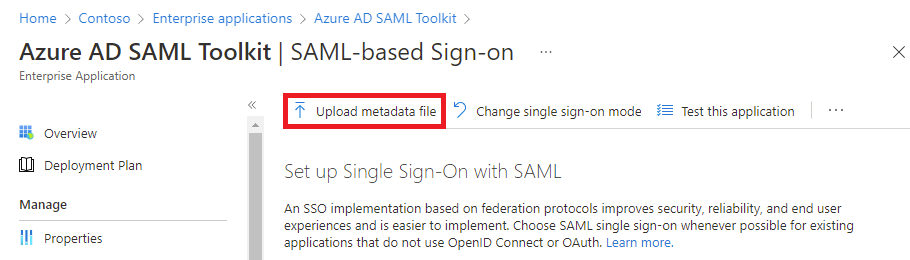 Home > Contoso > Enterprise applications > Azure AD SAML Toolkit >
Azure AD SAML Toolkit | SAML-based Sign-on ...
Enterprise Application
Upload metadata file
Change single sign-on mode
Test this application
Overview
Deployment Plan
Manage
Properties
Set up Single Sign-On with SAML
An SSO implementation based on federation protocols improves security, reliability, and end user
experiences and is easier to implement. Choose SAML single sign-on whenever possible for existing
applications that do not use OpenID Connect or OAuth. Learn more.